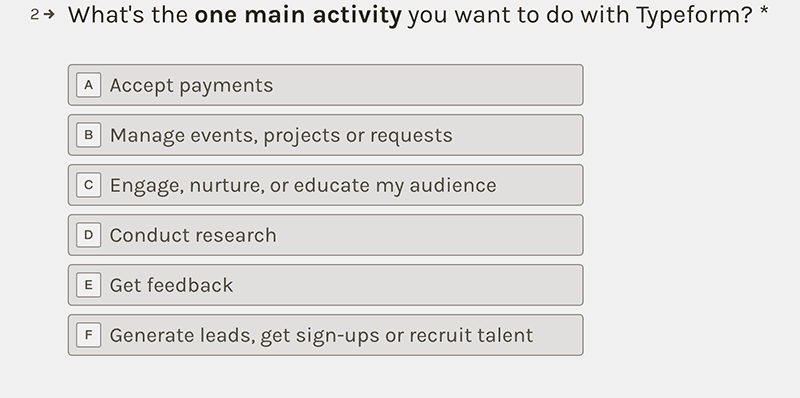 2→ What's the one main activity you want to do with Typeform? *
A Accept payments
B Manage events, projects or requests
C Engage, nurture, or educate my audience
D Conduct research
E Get feedback
F Generate leads, get sign-ups or recruit talent